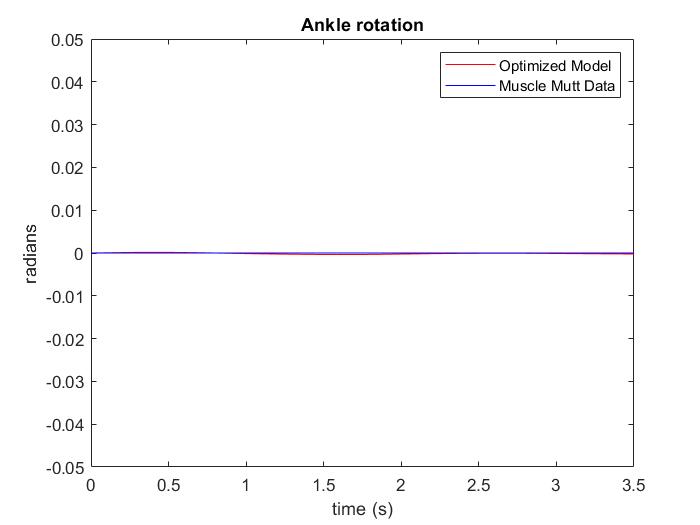 Ankle rotation
Optimized Model
Muscle Mutt Data
0.05
0.04
0.03
0.02
0.01
0
-0.01
-0.02
-0.03
-0.04
-0.05
radians
0 0.5 1 1.5 2 2.5 3 3.5
time (s)